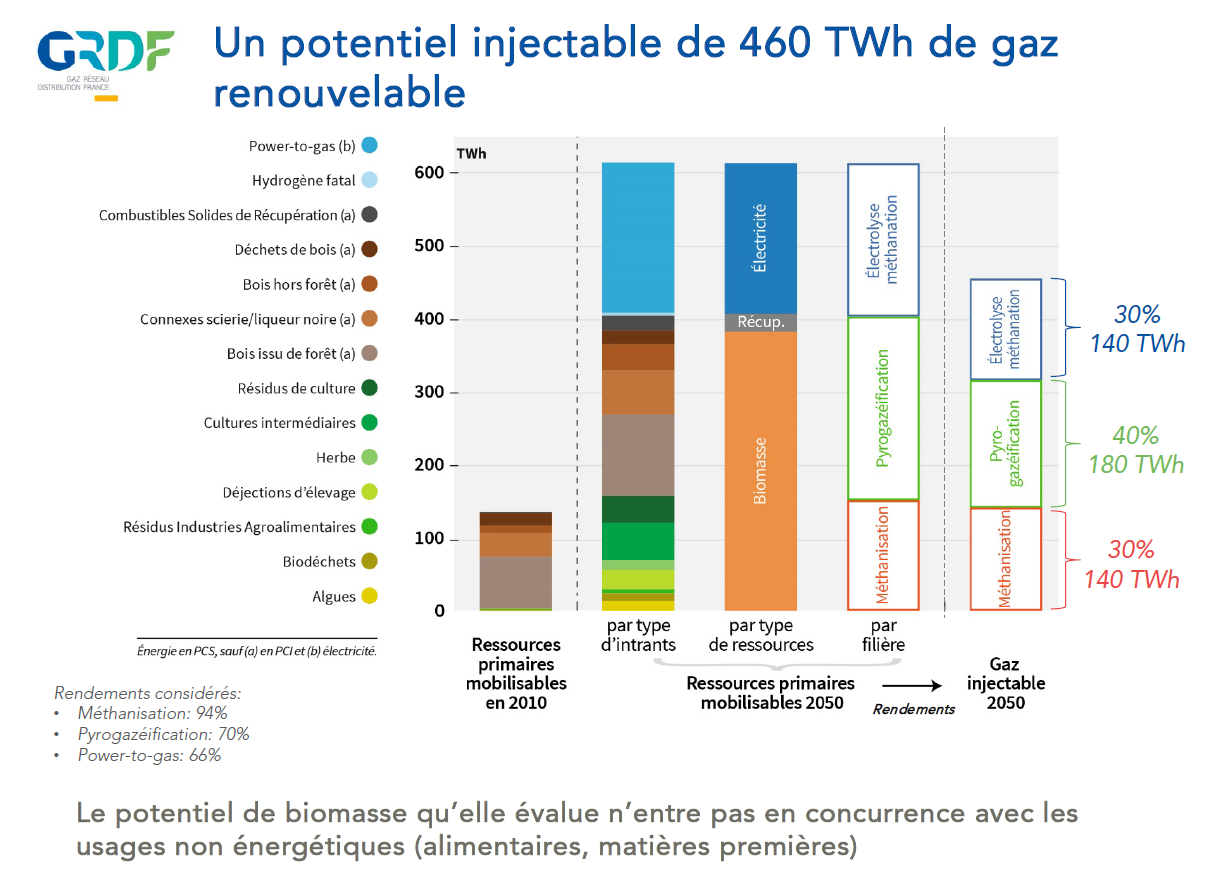 GRDF
GAZ RÉSEAU
DISTRIBUTION FRANCE
Un potentiel injectable de 460 TWh de gaz
renouvelable
Power-to-gas (b)
Hydrogène fatal
Combustibles Solides de Récupération (a)
Déchets de bois (a)
Bois hors forêt (a)
Connexes scierie/liqueur noire (a)
Bois issu de forêt (a)
Résidus de culture
Cultures intermédiaires
Herbe
Déjections d'élevage
Résidus Industries Agroalimentaires
Biodéchets
Algues
Énergie en PCS, sauf (a) en PCI et (b) électricité.
TWh
600
500
400
300
200
100
0
Électricité
Récup.
Biomasse
Électrolyse
méthanation
Pyrogazéification
Méthanisation
Électrolyse
méthanation
Pyro-
gazéification
Méthanisation
30%
140 TWh
40%
180 TWh
30%
140 TWh
Ressources
primaires
mobilisables
en 2010
par type
d'intrants
par type
de ressources
par
filière
Ressources primaires
mobilisables 2050
Rendements
Gaz
injectable
2050
Rendements considérés:
• Méthanisation: 94%
• Pyrogazéification: 70%
• Power-to-gas: 66%
Le potentiel de biomasse qu'elle évalue n'entre pas en concurrence avec les
usages non énergétiques (alimentaires, matières premières)